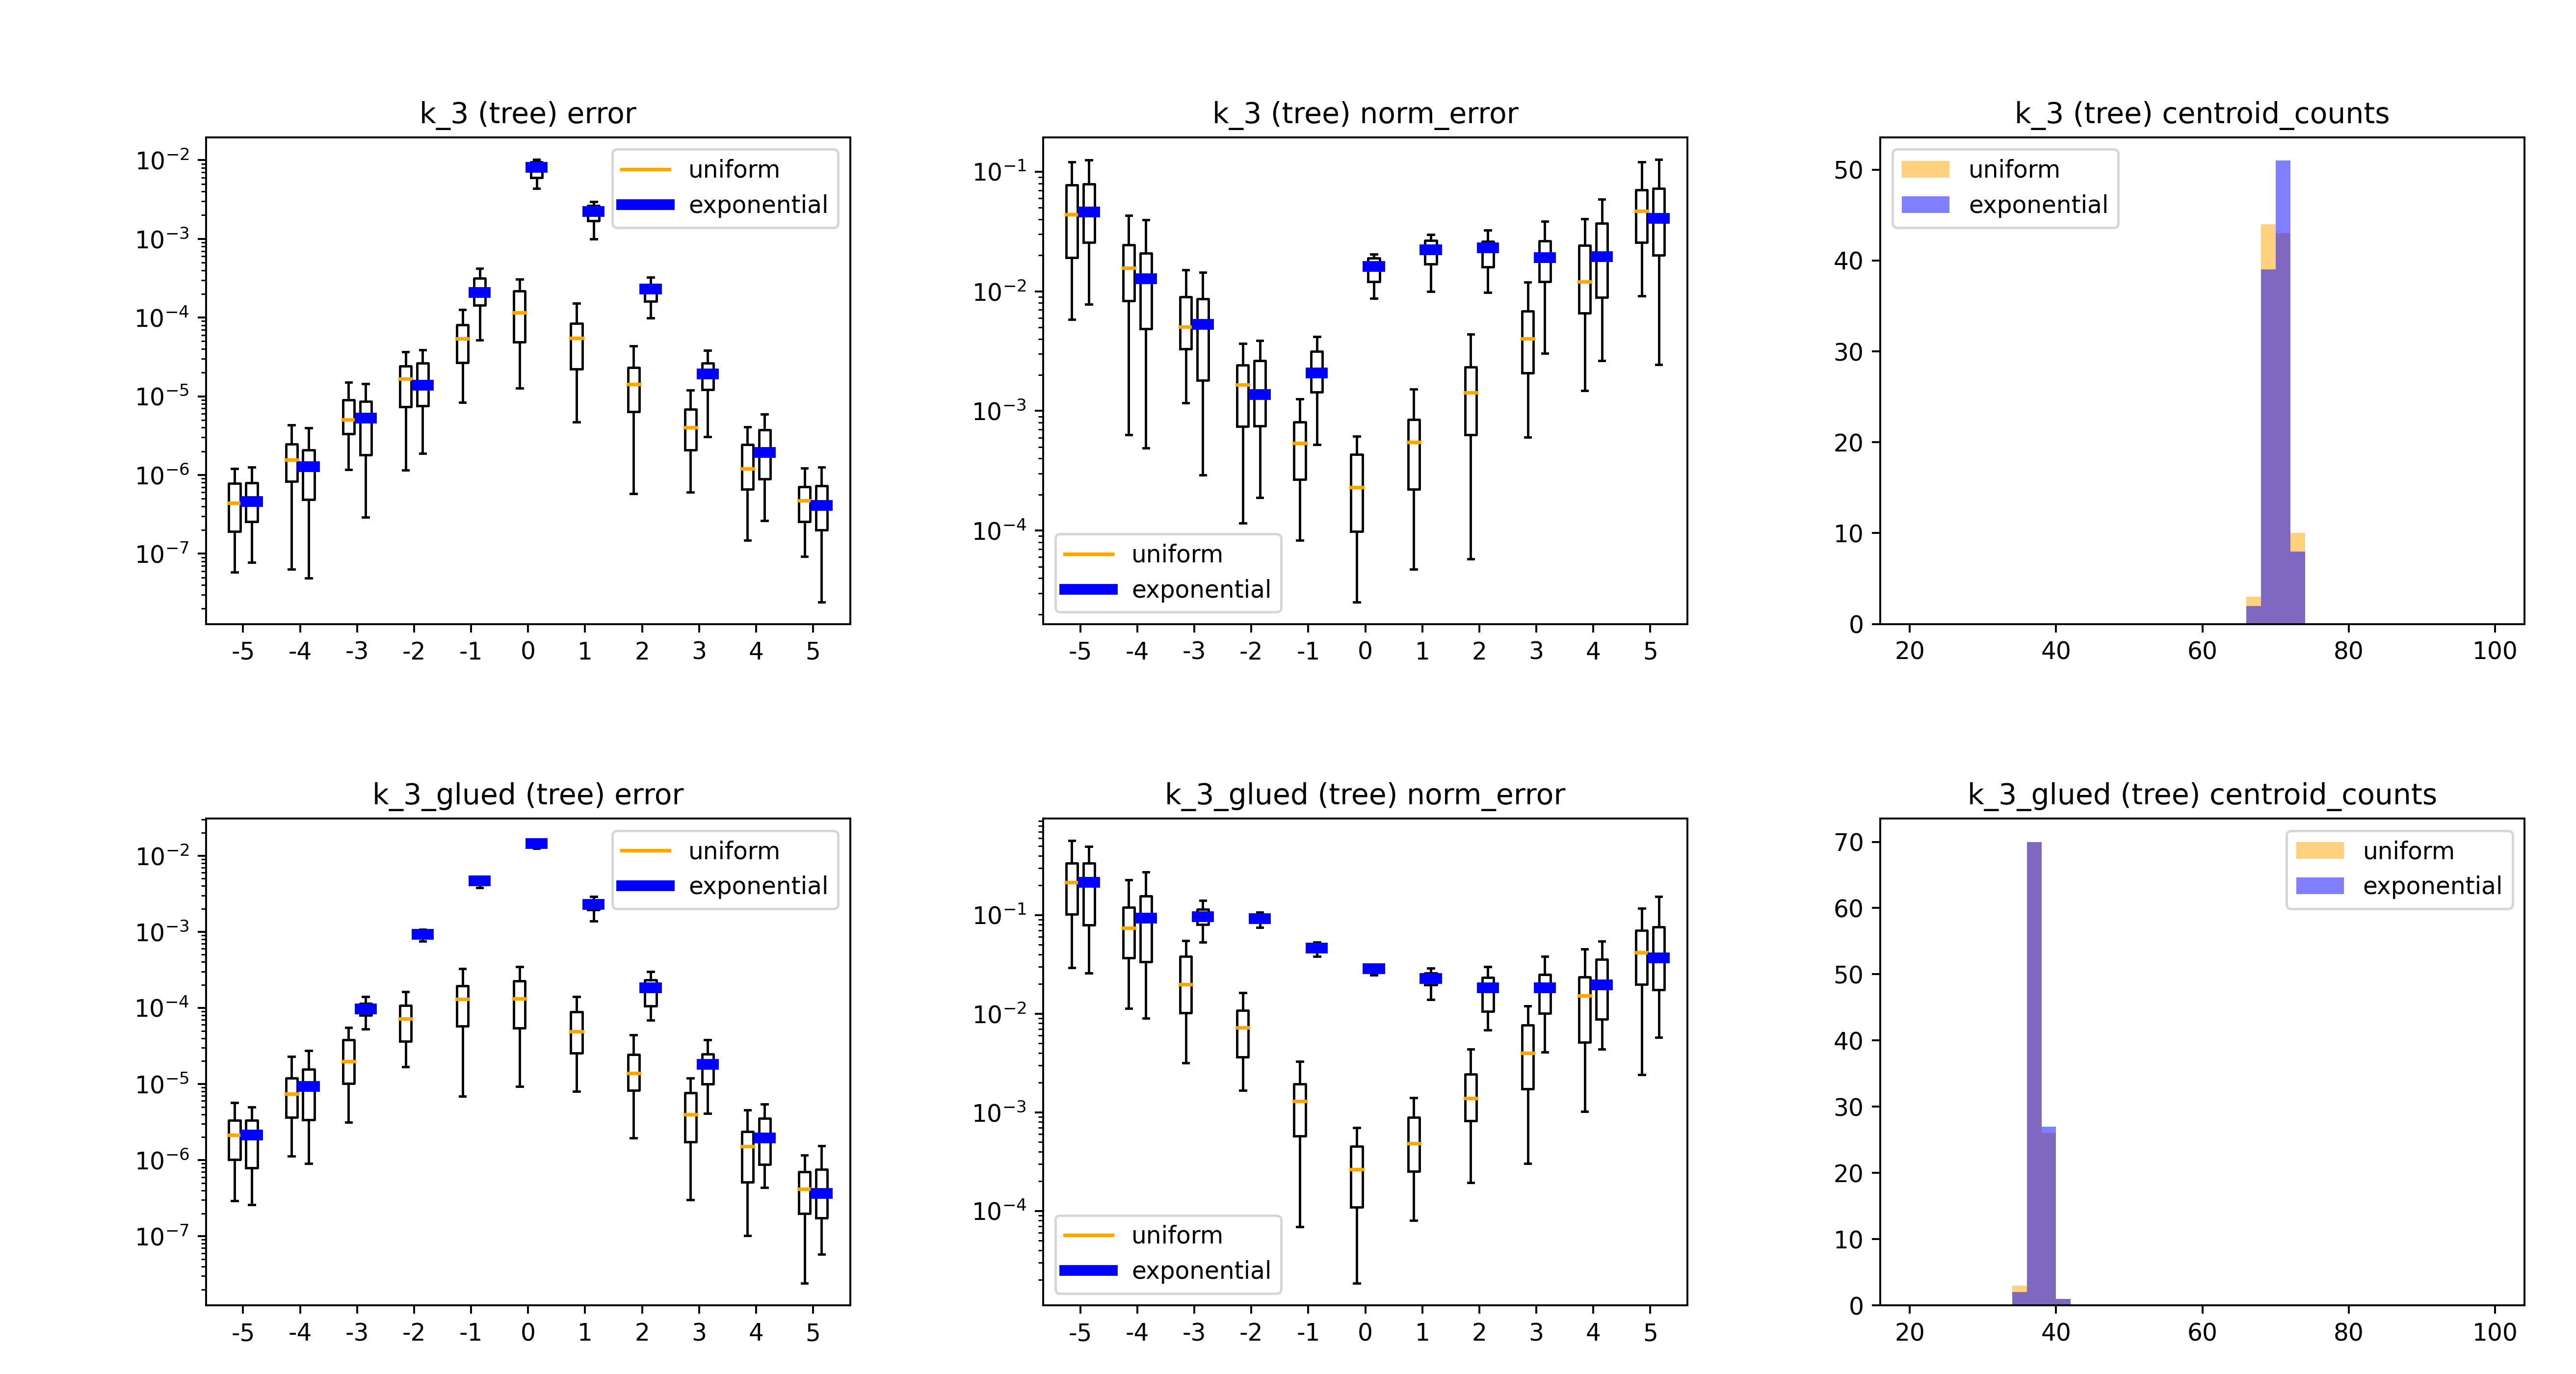 k_3 (tree) error
10⁻²
10⁻³
10⁻⁴
10⁻⁵
10⁻⁶
10⁻⁷
uniform
exponential
-5 -4 -3 -2 -1 0 1 2 3 4 5
k_3 (tree) norm_error
10⁻¹
10⁻²
10⁻³
10⁻⁴
uniform
exponential
-5 -4 -3 -2 -1 0 1 2 3 4 5
k_3 (tree) centroid_counts
50
40
30
20
10
0
uniform
exponential
20 40 60 80 100
k_3_glued (tree) error
10⁻²
10⁻³
10⁻⁴
10⁻⁵
10⁻⁶
10⁻⁷
uniform
exponential
-5 -4 -3 -2 -1 0 1 2 3 4 5
k_3_glued (tree) norm_error
10⁻¹
10⁻²
10⁻³
10⁻⁴
uniform
exponential
-5 -4 -3 -2 -1 0 1 2 3 4 5
k_3_glued (tree) centroid_counts
70
60
50
40
30
20
10
0
uniform
exponential
20 40 60 80 100